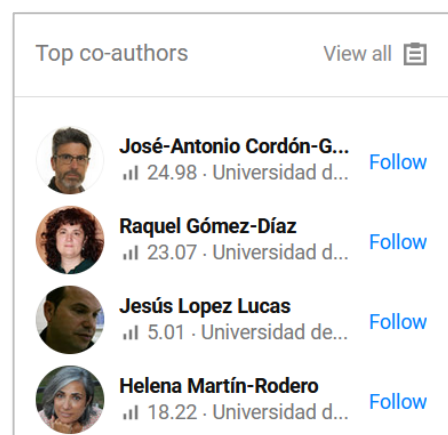 Top co-authors View all
José-Antonio Cordón-G... Follow
24.98 · Universidad d...
Raquel Gómez-Díaz Follow
23.07 · Universidad d...
Jesús Lopez Lucas Follow
5.01 · Universidad de...
Helena Martín-Rodero Follow
18.22 · Universidad d...